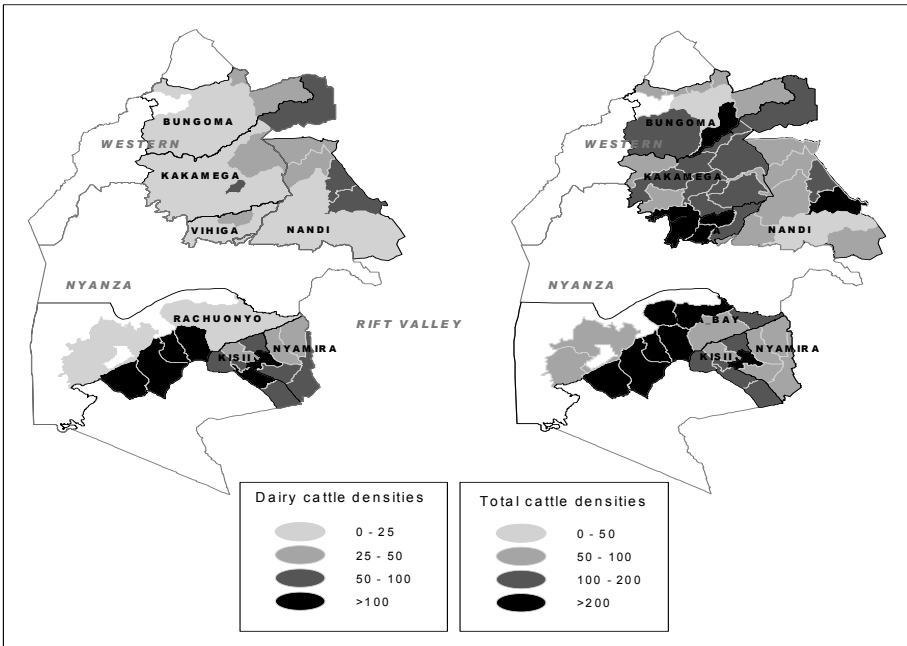 BUNGOMA
WESTERN
KAKAMEGA
VIHIGA
NANDI
NYANZA
RACHUONYO
RIFT VALLEY
NYAMIRA
KISII
BUNGOMA
WESTERN
KAKAMEGA
NANDI
NYANZA
BAY
KISII
NYAMIRA
Dairy cattle densities
0 - 25
25 - 50
50 - 100
>100
Total cattle densities
0 - 50
50 - 100
100 - 200
>200